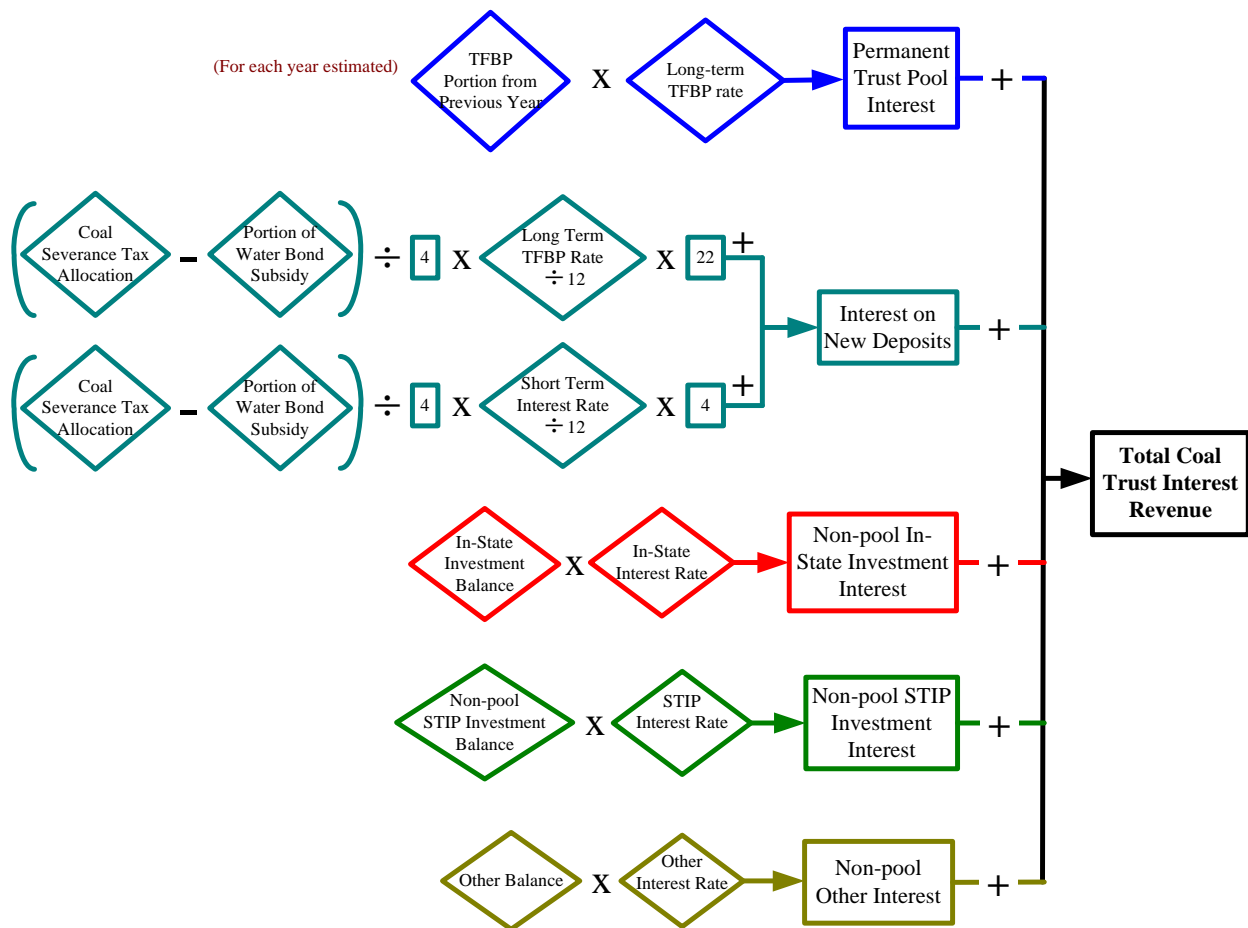 (For each year estimated)
TFBP
Portion from
Previous Year
X
Long-term
TFBP rate
Permanent
Trust Pool
Interest
+
(
Coal
Severance Tax
Allocation
-
Portion of
Water Bond
Subsidy
)
÷
4
X
Long Term
TFBP Rate
÷ 12
X
22
+
(
Coal
Severance Tax
Allocation
-
Portion of
Water Bond
Subsidy
)
÷
4
X
Short Term
Interest Rate
÷ 12
X
4
+
Interest on
New Deposits
+
In-State
Investment
Balance
X
In-State
Interest Rate
Non-pool In-
State Investment
Interest
+
Non-pool
STIP Investment
Balance
X
STIP
Interest Rate
Non-pool STIP
Investment
Interest
+
Other Balance
X
Other
Interest Rate
Non-pool
Other Interest
+
Total Coal
Trust Interest
Revenue